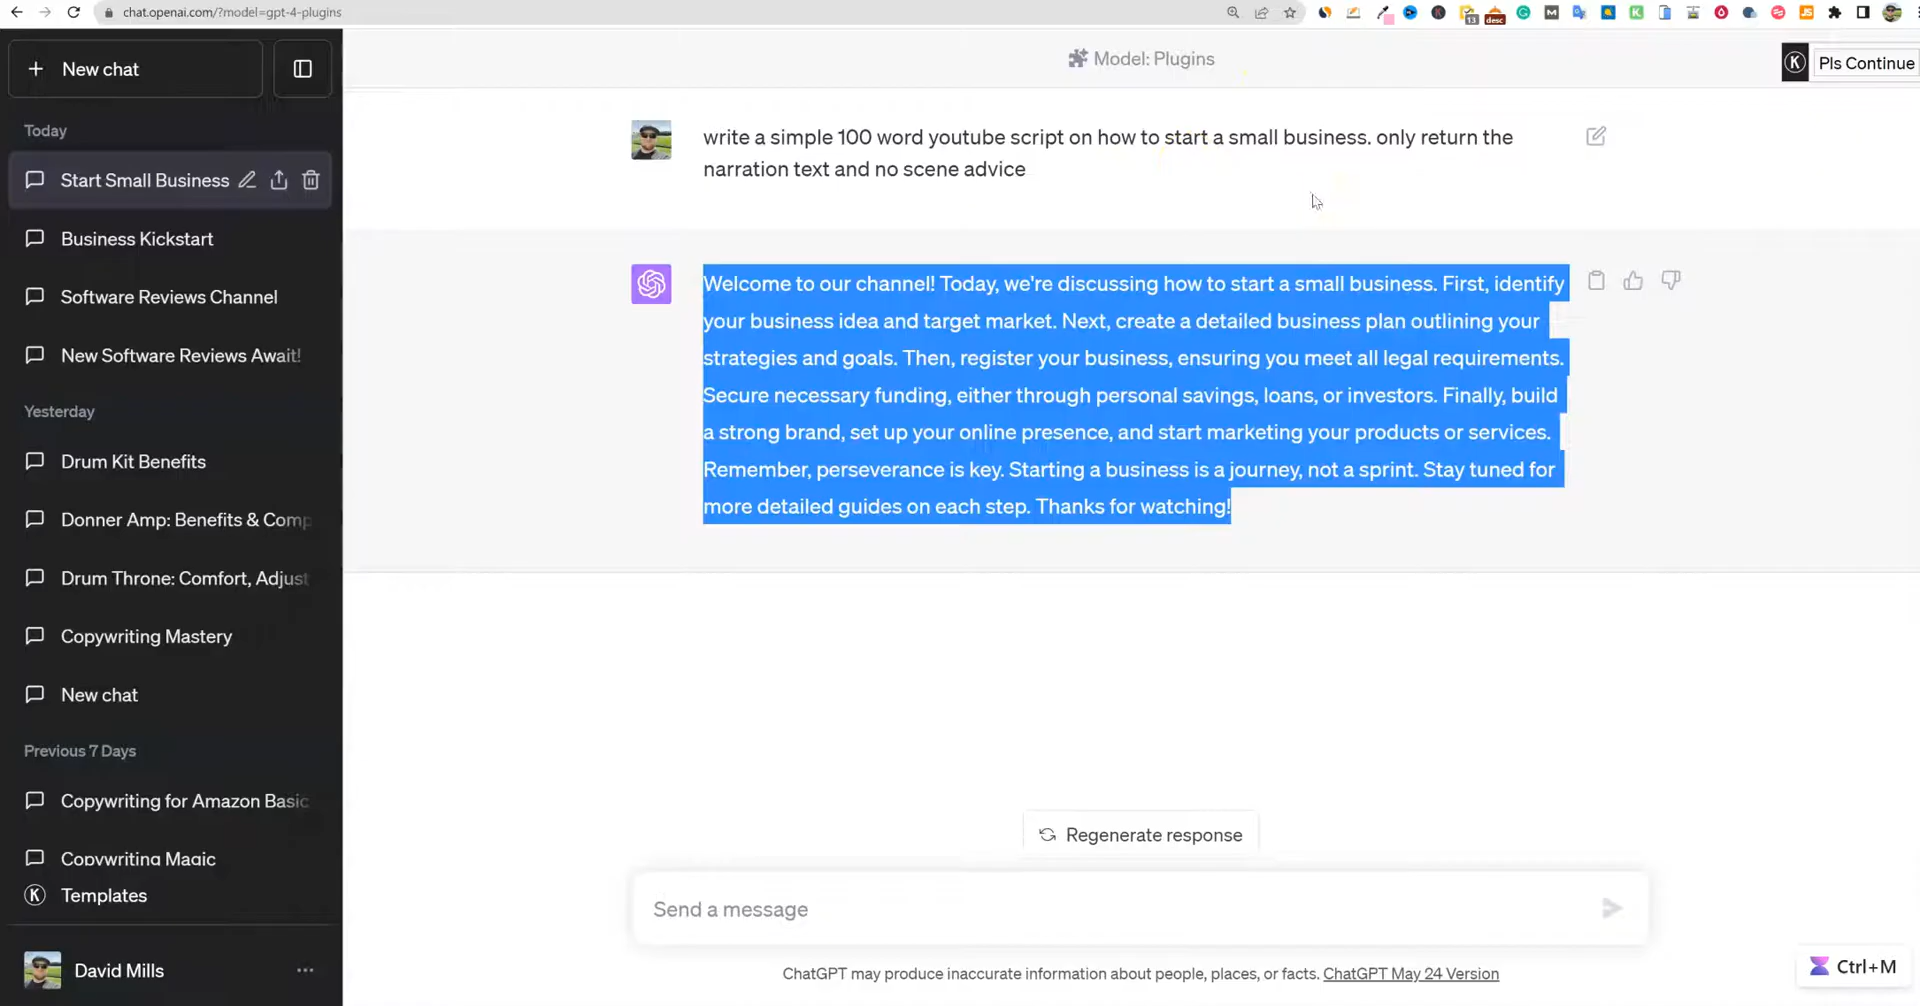 chat.openai.com/?model=gpt-4-plugins
13
desc
New chat
Model: Plugins
K
Pls Continue
Today
Start Small Business
Business Kickstart
Software Reviews Channel
New Software Reviews Await!
Yesterday
Drum Kit Benefits
Donner Amp: Benefits & Comp
Drum Throne: Comfort, Adjust
Copywriting Mastery
New chat
Previous 7 Days
Copywriting for Amazon Basic
Copywriting Magic
K
Templates
David Mills
write a simple 100 word youtube script on how to start a small business. only return the
narration text and no scene advice
Welcome to our channel! Today, we're discussing how to start a small business. First, identify
your business idea and target market. Next, create a detailed business plan outlining your
strategies and goals. Then, register your business, ensuring you meet all legal requirements.
Secure necessary funding, either through personal savings, loans, or investors. Finally, build
a strong brand, set up your online presence, and start marketing your products or services.
Remember, perseverance is key. Starting a business is a journey, not a sprint. Stay tuned for
more detailed guides on each step. Thanks for watching!
Regenerate response
Send a message
ChatGPT may produce inaccurate information about people, places, or facts. ChatGPT May 24 Version
Ctrl+M